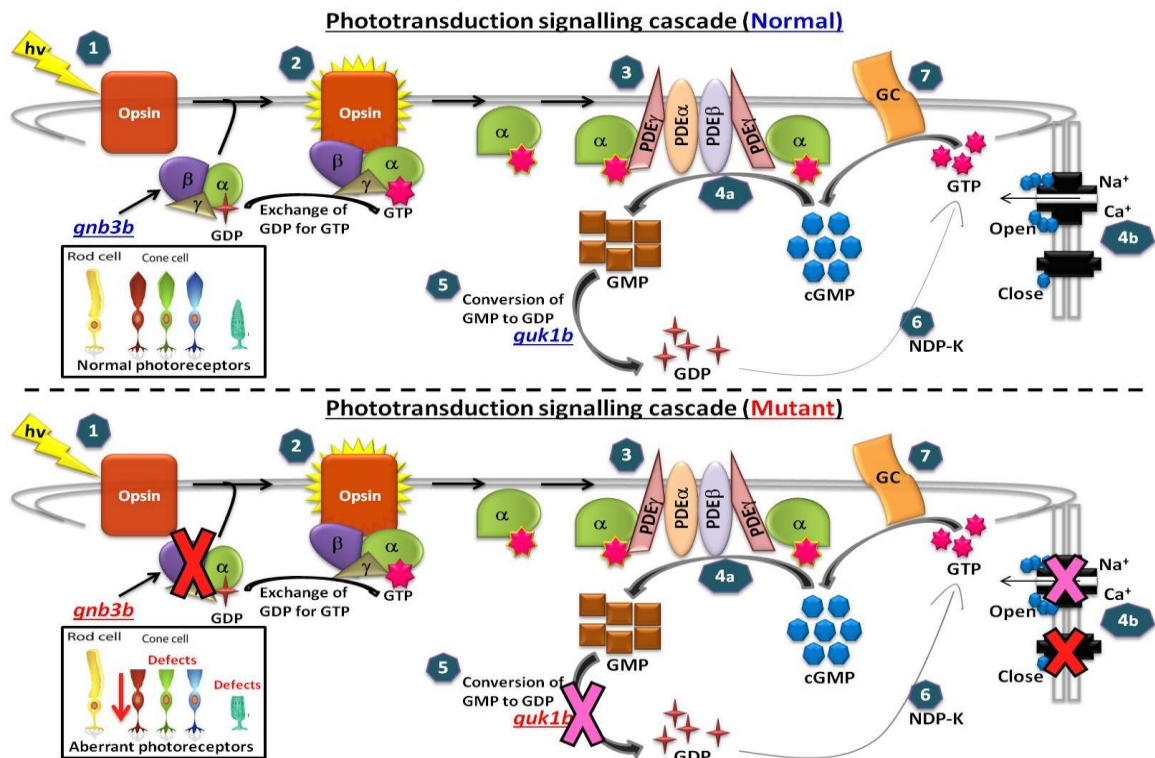 Phototransduction signalling cascade (Normal)
hv
1
Opsin
2
Opsin
β
α
γ
GTP
β
α
γ
GDP
gnb3b
Exchange of
GDP for GTP
α
3
α
PDEγ
PDEα
PDEβ
PDEγ
α
4a
GMP
cGMP
7
GC
GTP
Na⁺
Ca⁺
Open
4b
Close
5
Conversion of
GMP to GDP
guk1b
GDP
6
NDP-K
Rod cell
Cone cell
Normal photoreceptors
Phototransduction signalling cascade (Mutant)
hv
1
Opsin
2
Opsin
β
α
γ
GTP
α
GDP
gnb3b
Exchange of
GDP for GTP
α
3
α
PDEγ
PDEα
PDEβ
PDEγ
α
4a
GMP
cGMP
7
GC
GTP
Na⁺
Ca⁺
Open
4b
Close
5
Conversion of
GMP to GDP
guk1b
GDP
6
NDP-K
Rod cell
Cone cell
Defects
Defects
Aberrant photoreceptors